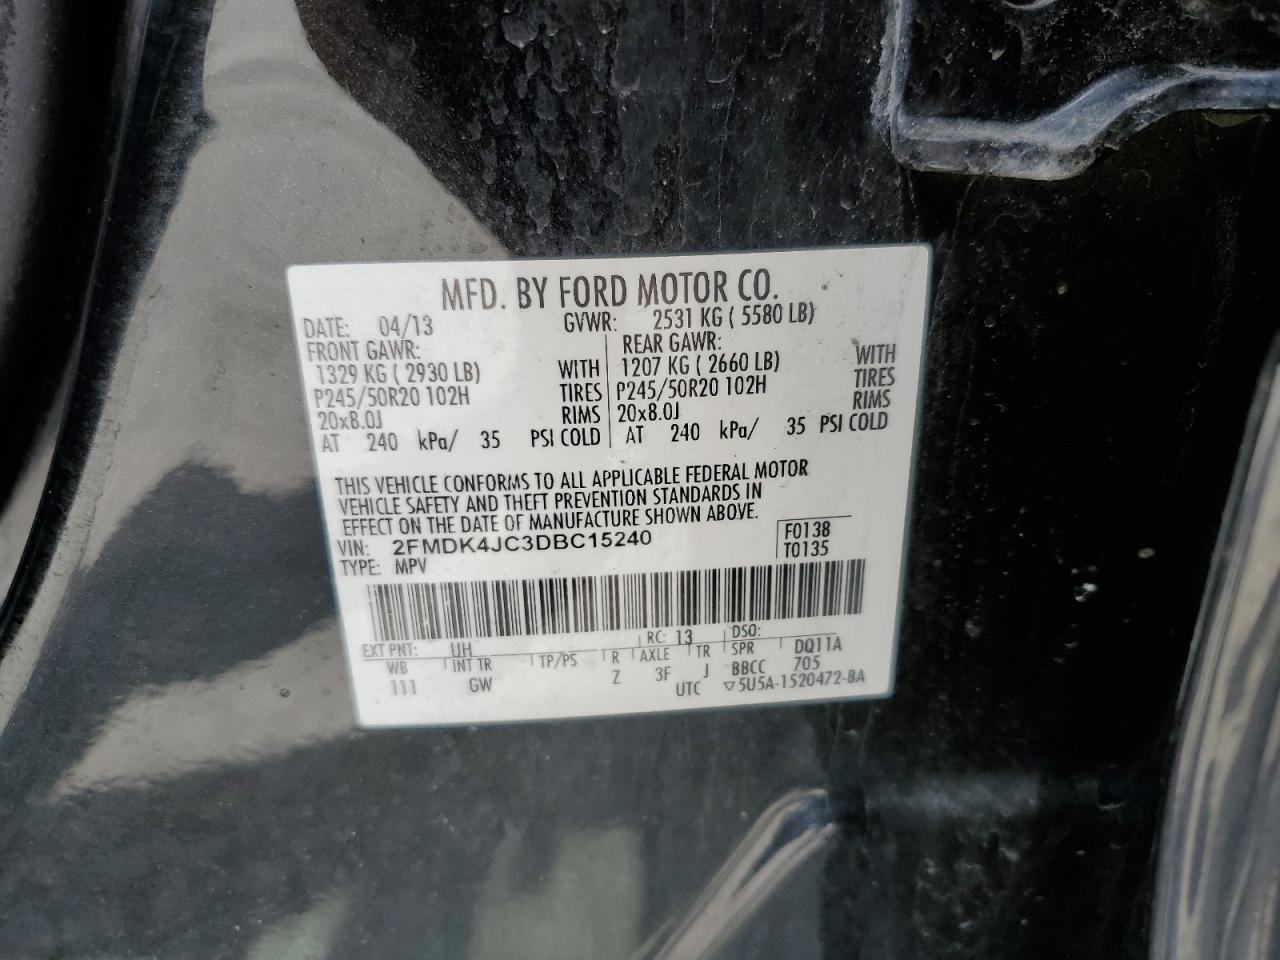 MFD. BY FORD MOTOR CO.
DATE: 04/13 GVWR: 2531 KG ( 5580 LB)
FRONT GAWR: REAR GAWR:
1329 KG ( 2930 LB) WITH 1207 KG ( 2660 LB) WITH
P245/50R20 102H TIRES P245/50R20 102H TIRES
20x8.0J RIMS 20x8.0J RIMS
AT 240 kPa/ 35 PSI COLD AT 240 kPa/ 35 PSI COLD
THIS VEHICLE CONFORMS TO ALL APPLICABLE FEDERAL MOTOR
VEHICLE SAFETY AND THEFT PREVENTION STANDARDS IN
EFFECT ON THE DATE OF MANUFACTURE SHOWN ABOVE.
VIN: 2FMDK4JC3DBC15240 F0138
TYPE: MPV T0135
EXT PNT: UH RC: 13 DSO:
WB INT TR TP/PS R AXLE TR SPR DQ11A
111 GW Z 3F J BBCC 705
UTC ▽5U5A-1520472-BA